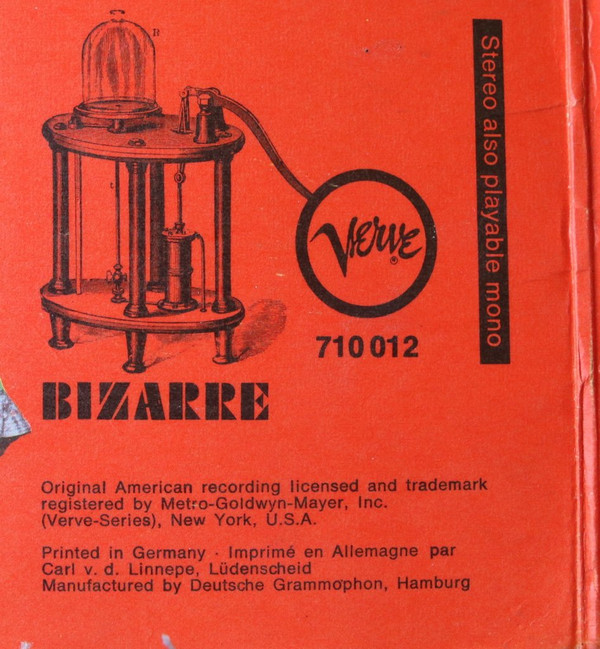 B
Stereo also playable mono
Verve
®
710 012
BIZARRE
Original American recording licensed and trademark
registered by Metro-Goldwyn-Mayer, Inc.
(Verve-Series), New York, U.S.A.
Printed in Germany · Imprimé en Allemagne par
Carl v. d. Linnepe, Lüdenscheid
Manufactured by Deutsche Grammophon, Hamburg